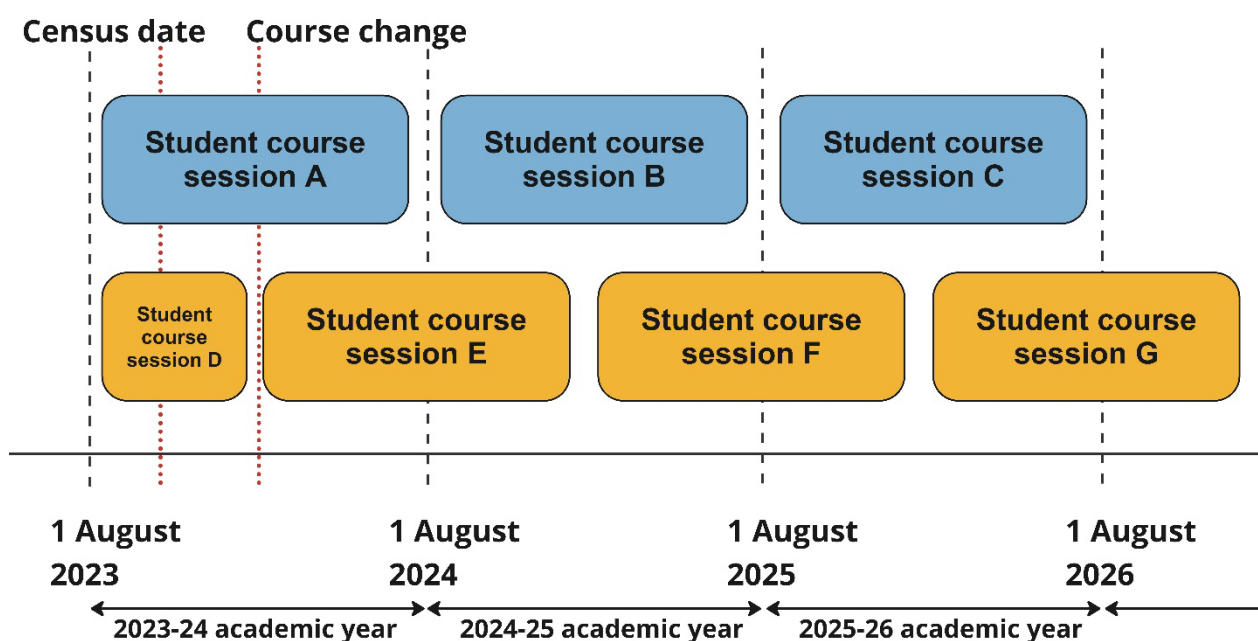 Census date Course change
Student course
session A
Student course
session B
Student course
session C
Student
course
session D
Student course
session E
Student course
session F
Student course
session G
1 August
2023
1 August
2024
1 August
2025
1 August
2026
2023-24 academic year
2024-25 academic year
2025-26 academic year